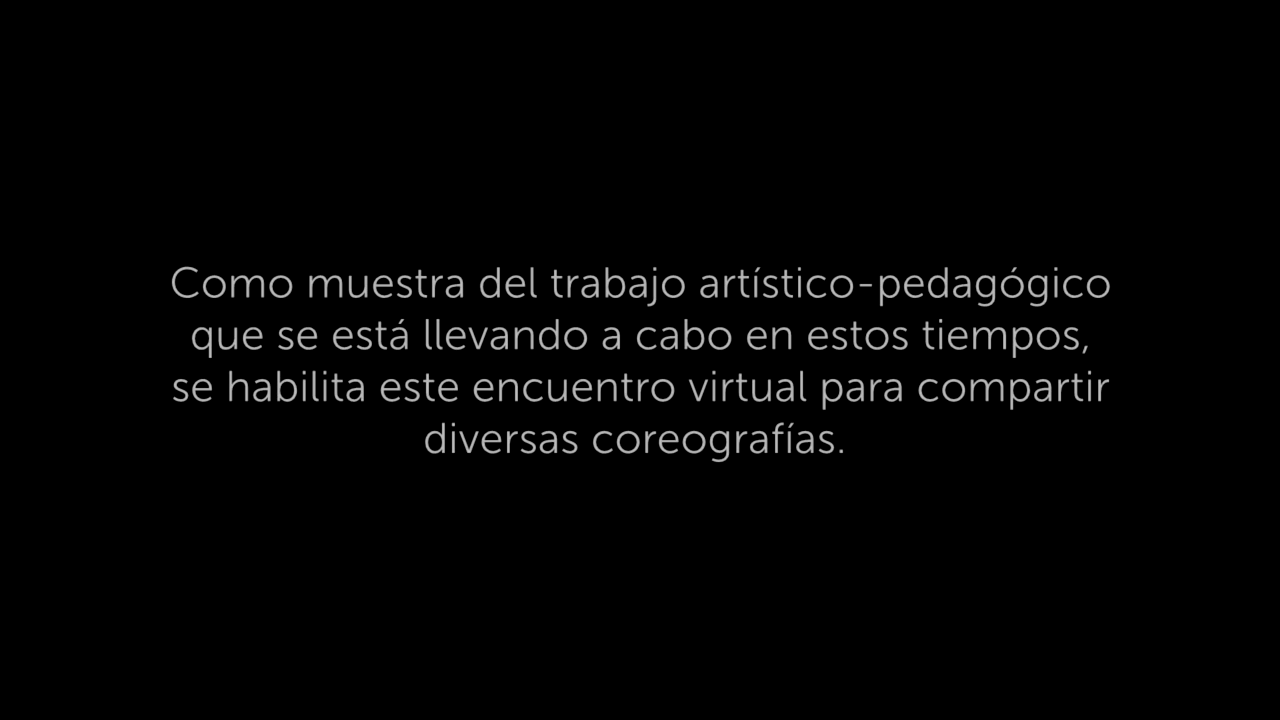 Como muestra del trabajo artístico-pedagógico
que se está llevando a cabo en estos tiempos,
se habilita este encuentro virtual para compartir
diversas coreografías.